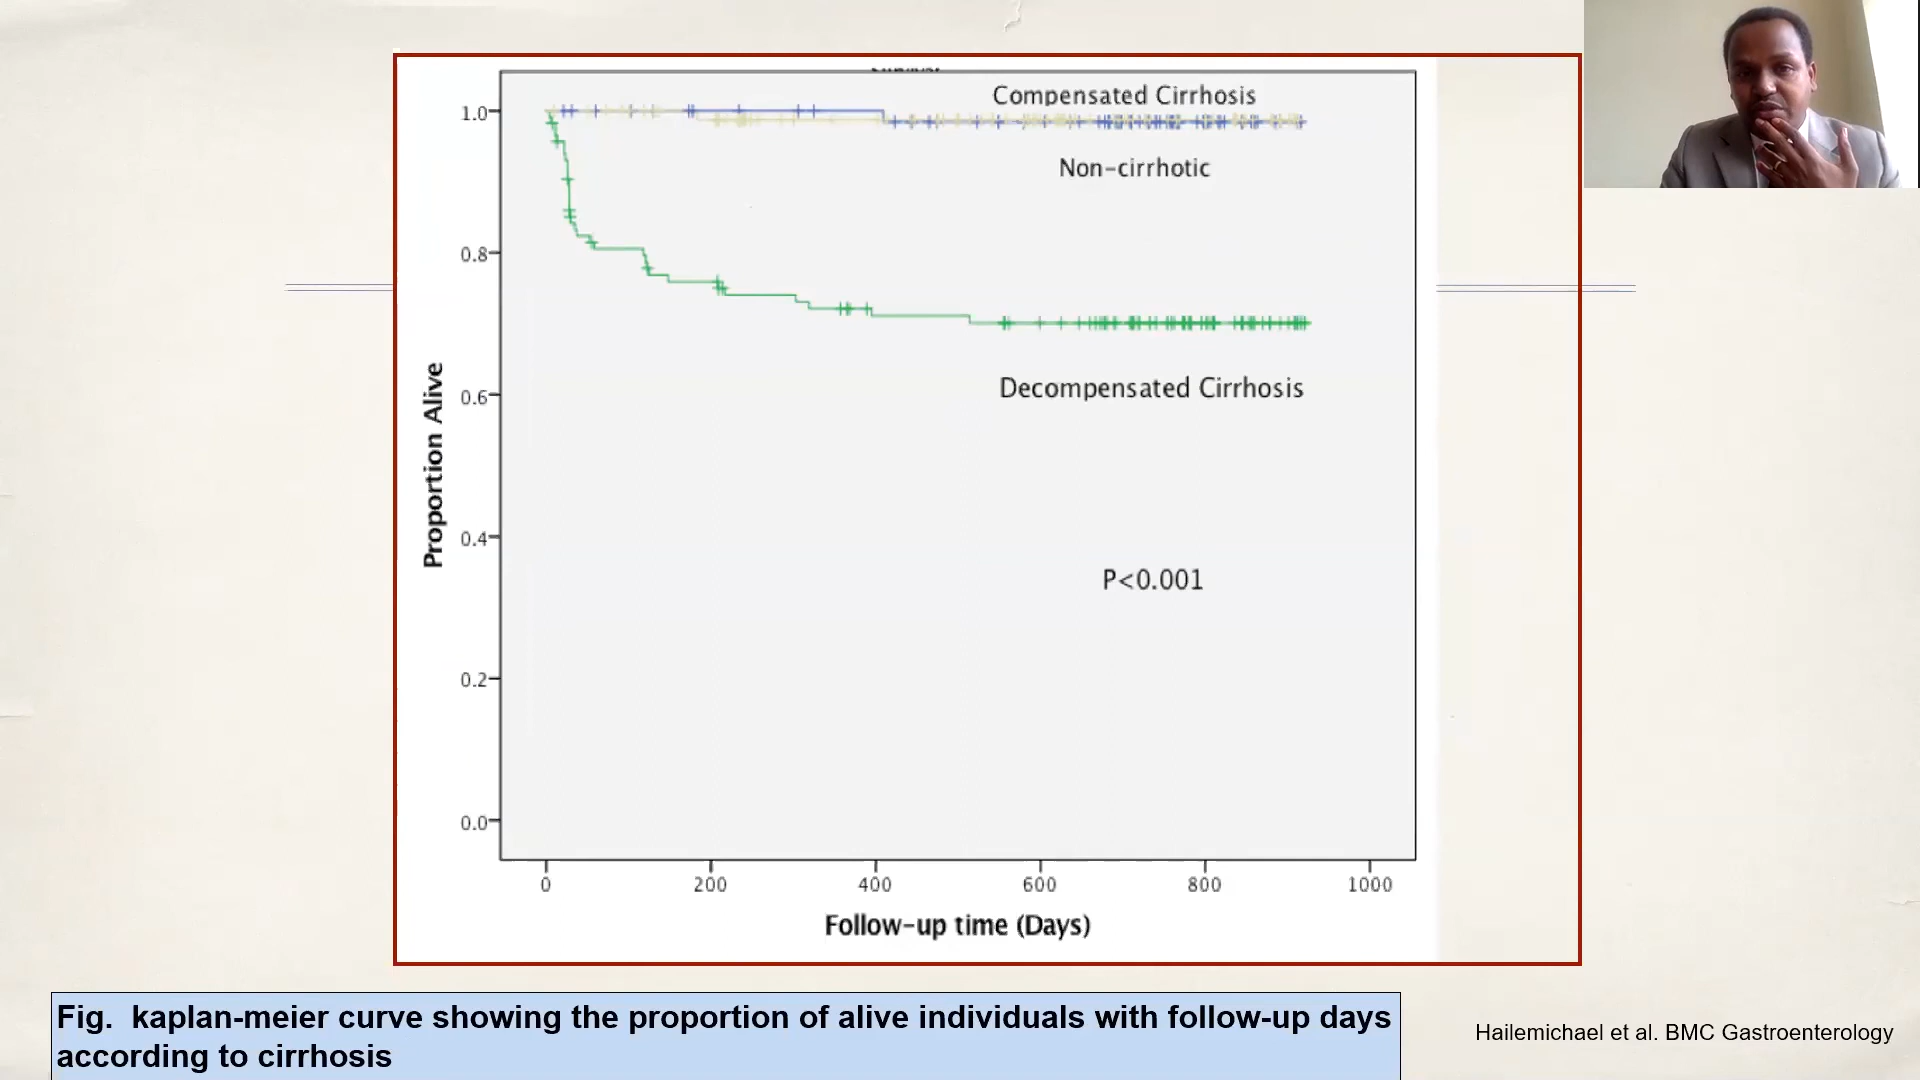 Compensated Cirrhosis
1.0
Non-cirrhotic
0.8
Decompensated Cirrhosis
0.6
Proportion Alive
0.4
P<0.001
0.2
0.0
0 200 400 600 800 1000
Follow-up time (Days)
Fig. kaplan-meier curve showing the proportion of alive individuals with follow-up days
according to cirrhosis
Hailemichael et al. BMC Gastroenterology